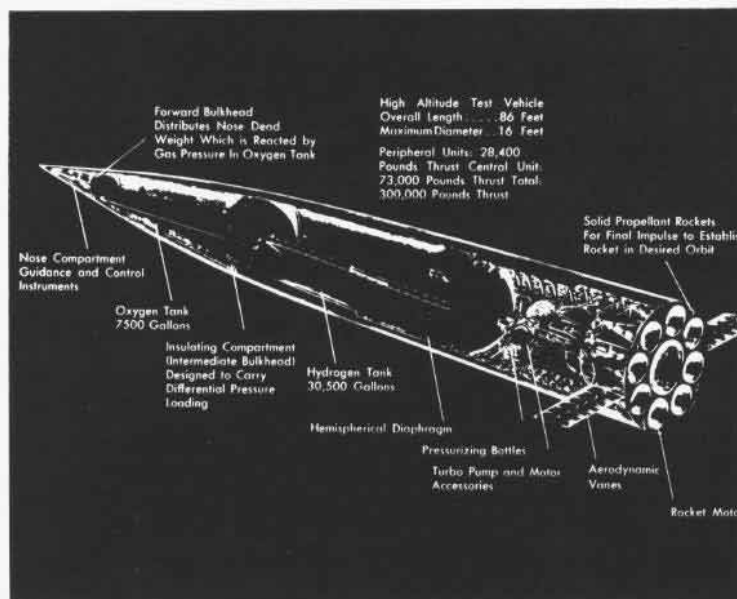 Forward Bulkhead
Distributes Nose Dead
Weight Which is Reacted by
Gas Pressure In Oxygen Tank
High Altitude Test Vehicle
Overall Length......86 Feet
Maximum Diameter..16 Feet
Peripheral Units: 28,400
Pounds Thrust Central Unit:
73,000 Pounds Thrust Total:
300,000 Pounds Thrust
Solid Propellant Rockets
For Final Impulse to Establis
Rocket in Desired Orbit
Nose Compartment
Guidance and Control
Instruments
Oxygen Tank
7500 Gallons
Insulating Compartment
(Intermediate Bulkhead)
Designed to Carry
Differential Pressure
Loading
Hydrogen Tank
30,500 Gallons
Hemispherical Diaphragm
Pressurizing Bottles
Turbo Pump and Motor
Accessories
Aerodynamic
Vanes
Rocket Moto